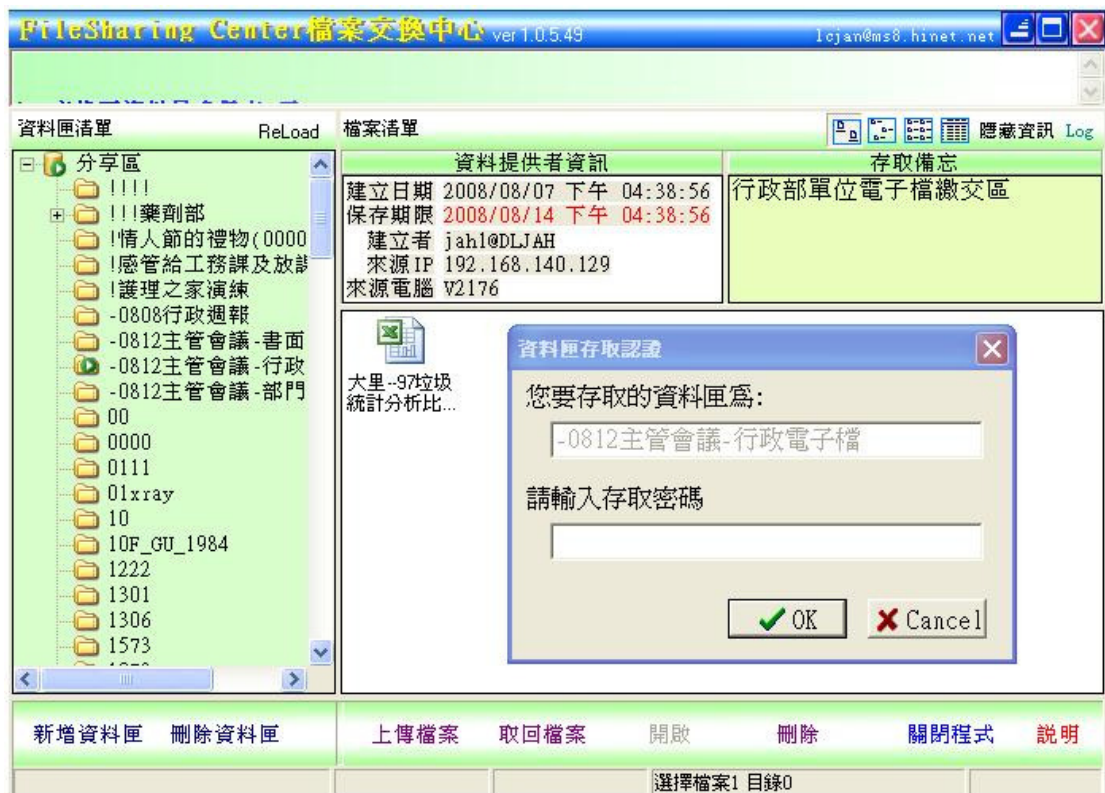 FileSharing Center檔案交換中心 ver 1.0.5.49
lcjan@ms8.hinet.net
資料匣清單 ReLoad
檔案清單
隱藏資訊 Log
分享區
!!!!
!!!藥劑部
!情人節的禮物(0000
!感管給工務課及放
!護理之家演練
-0808行政週報
-0812主管會議-書面
-0812主管會議-行政
-0812主管會議-部門
00
0000
0111
01xray
10
10F_GU_1984
1222
1301
1306
1573
資料提供者資訊
建立日期 2008/08/07 下午 04:38:56
保存期限 2008/08/14 下午 04:38:56
建立者 jah1@DLJAH
來源IP 192.168.140.129
來源電腦 V2176
存取備忘
行政部單位電子檔繳交區
大里--97垃圾
統計分析比...
資料匣存取認證
您要存取的資料匣為:
-0812主管會議-行政電子檔
請輸入存取密碼
OK
Cancel
新增資料匣 刪除資料匣
上傳檔案 取回檔案 開啟 刪除 關閉程式 說明
選擇檔案1 目錄0